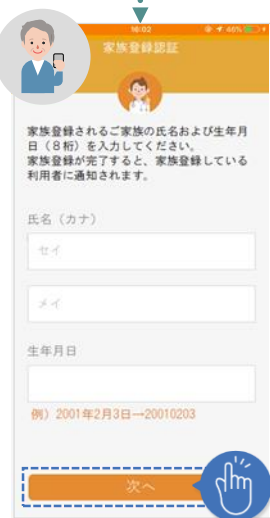 16:02
46%
家族登録認証
家族登録されるご家族の氏名および生年月
日（8桁）を入力してください。
家族登録が完了すると、家族登録している
利用者に通知されます。
氏名（カナ）
セイ
メイ
生年月日
例）2001年2月3日→20010203
次へ